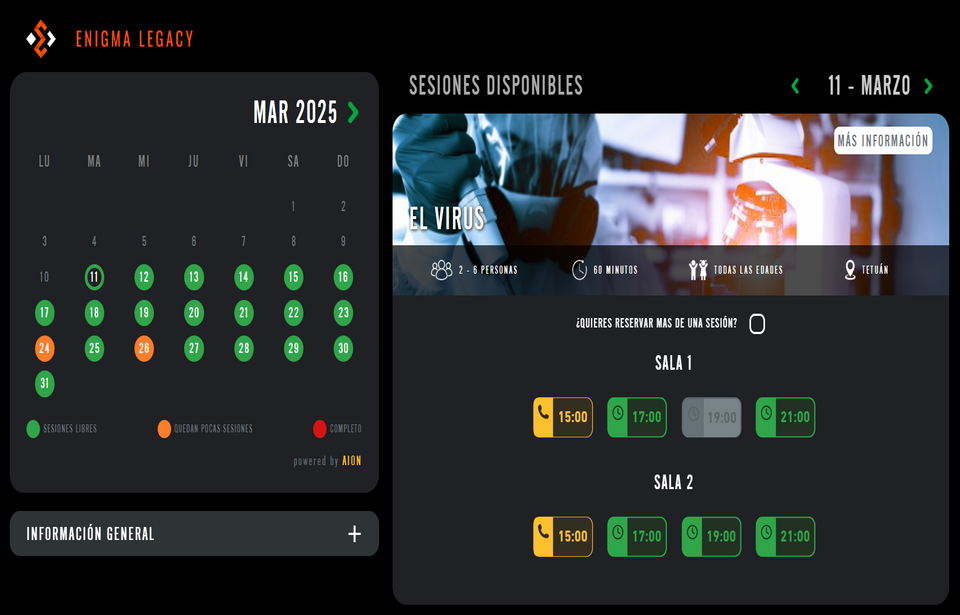 ENIGMA LEGACY
MAR 2025
LU MA MI JU VI SA DO
1 2
3 4 5 6 7 8 9
10 11 12 13 14 15 16
17 18 19 20 21 22 23
24 25 26 27 28 29 30
31
SESIONES LIBRES QUEDAN POCAS SESIONES COMPLETO
powered by AION
INFORMACIÓN GENERAL
SESIONES DISPONIBLES
11 - MARZO
MÁS INFORMACIÓN
EL VIRUS
2 - 6 PERSONAS 60 MINUTOS TODAS LAS EDADES TETUÁN
¿QUIERES RESERVAR MAS DE UNA SESIÓN?
SALA 1
15:00 17:00 19:00 21:00
SALA 2
15:00 17:00 19:00 21:00